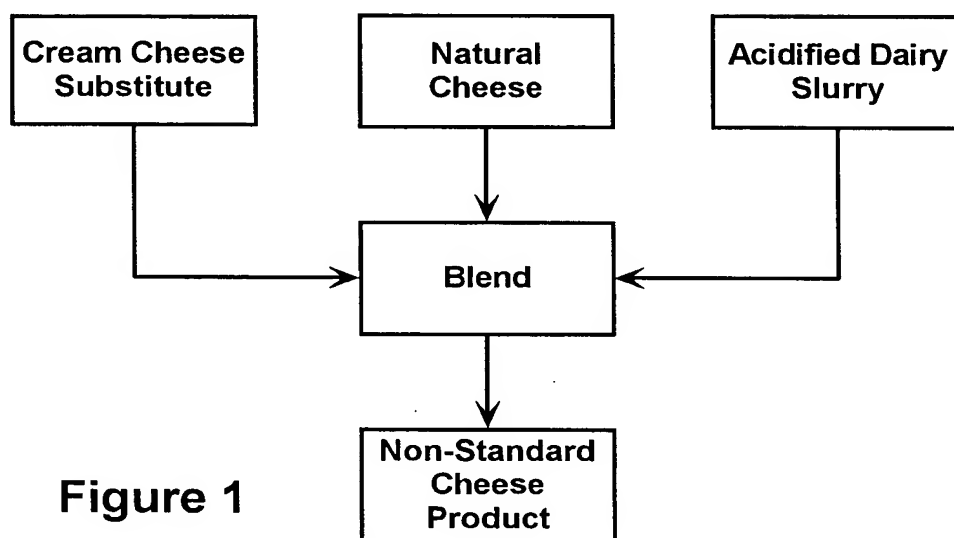 Cream Cheese
Substitute
Natural
Cheese
Acidified Dairy
Slurry
Blend
Non-Standard
Cheese
Product
Figure 1